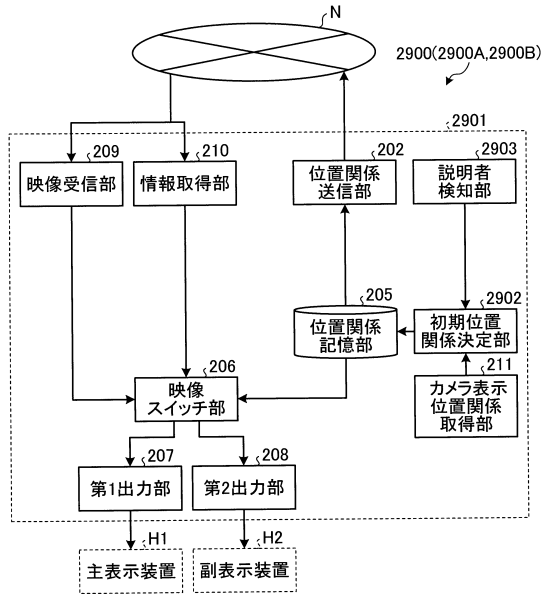 N
2900(2900A,2900B)
2901
209
映像受信部
210
情報取得部
202
位置関係
送信部
2903
説明者
検知部
205
位置関係
記憶部
2902
初期位置
関係決定部
206
映像
スイッチ部
211
カメラ表示
位置関係
取得部
207
第1出力部
208
第2出力部
H1
主表示装置
H2
副表示装置